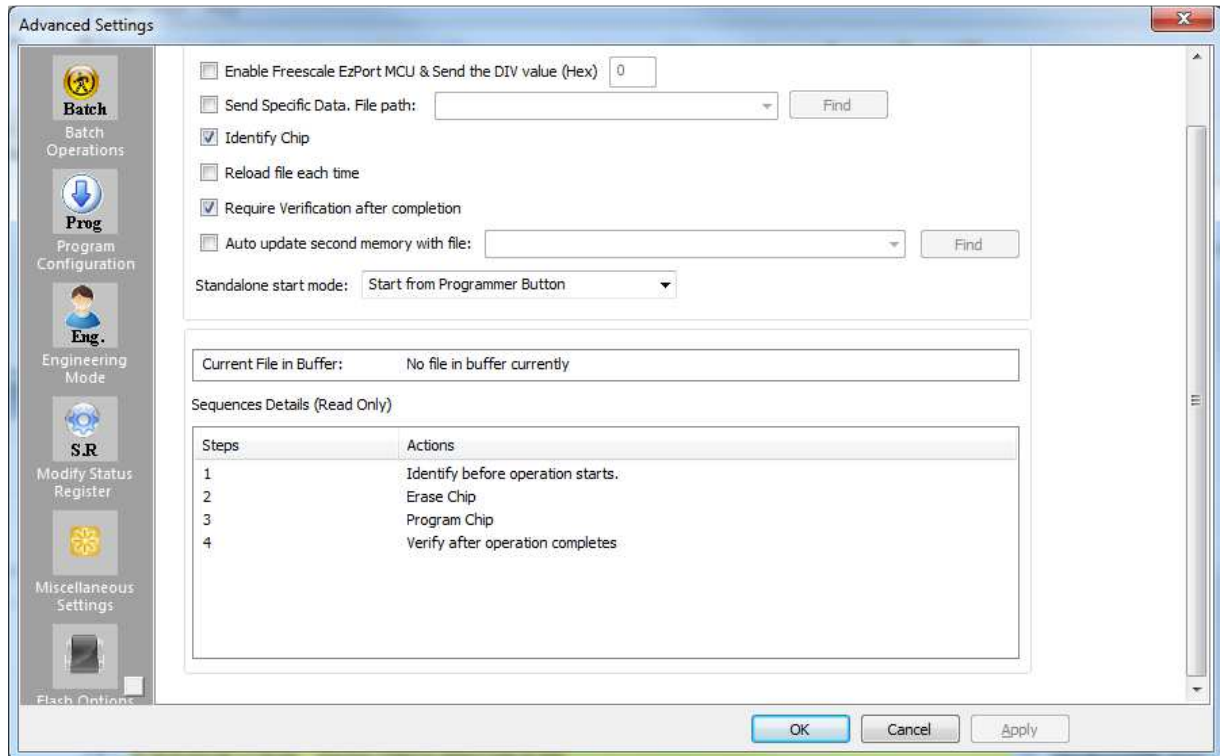 Advanced Settings
Batch
Batch
Operations
Prog
Program
Configuration
Eng.
Engineering
Mode
S.R
Modify Status
Register
Miscellaneous
Settings
Flash Options
Enable Freescale EzPort MCU & Send the DIV value (Hex) 0
Send Specific Data. File path: Find
Identify Chip
Reload file each time
Require Verification after completion
Auto update second memory with file: Find
Standalone start mode: Start from Programmer Button
Current File in Buffer: No file in buffer currently
Sequences Details (Read Only)
Steps Actions
1 Identify before operation starts.
2 Erase Chip
3 Program Chip
4 Verify after operation completes
OK Cancel Apply